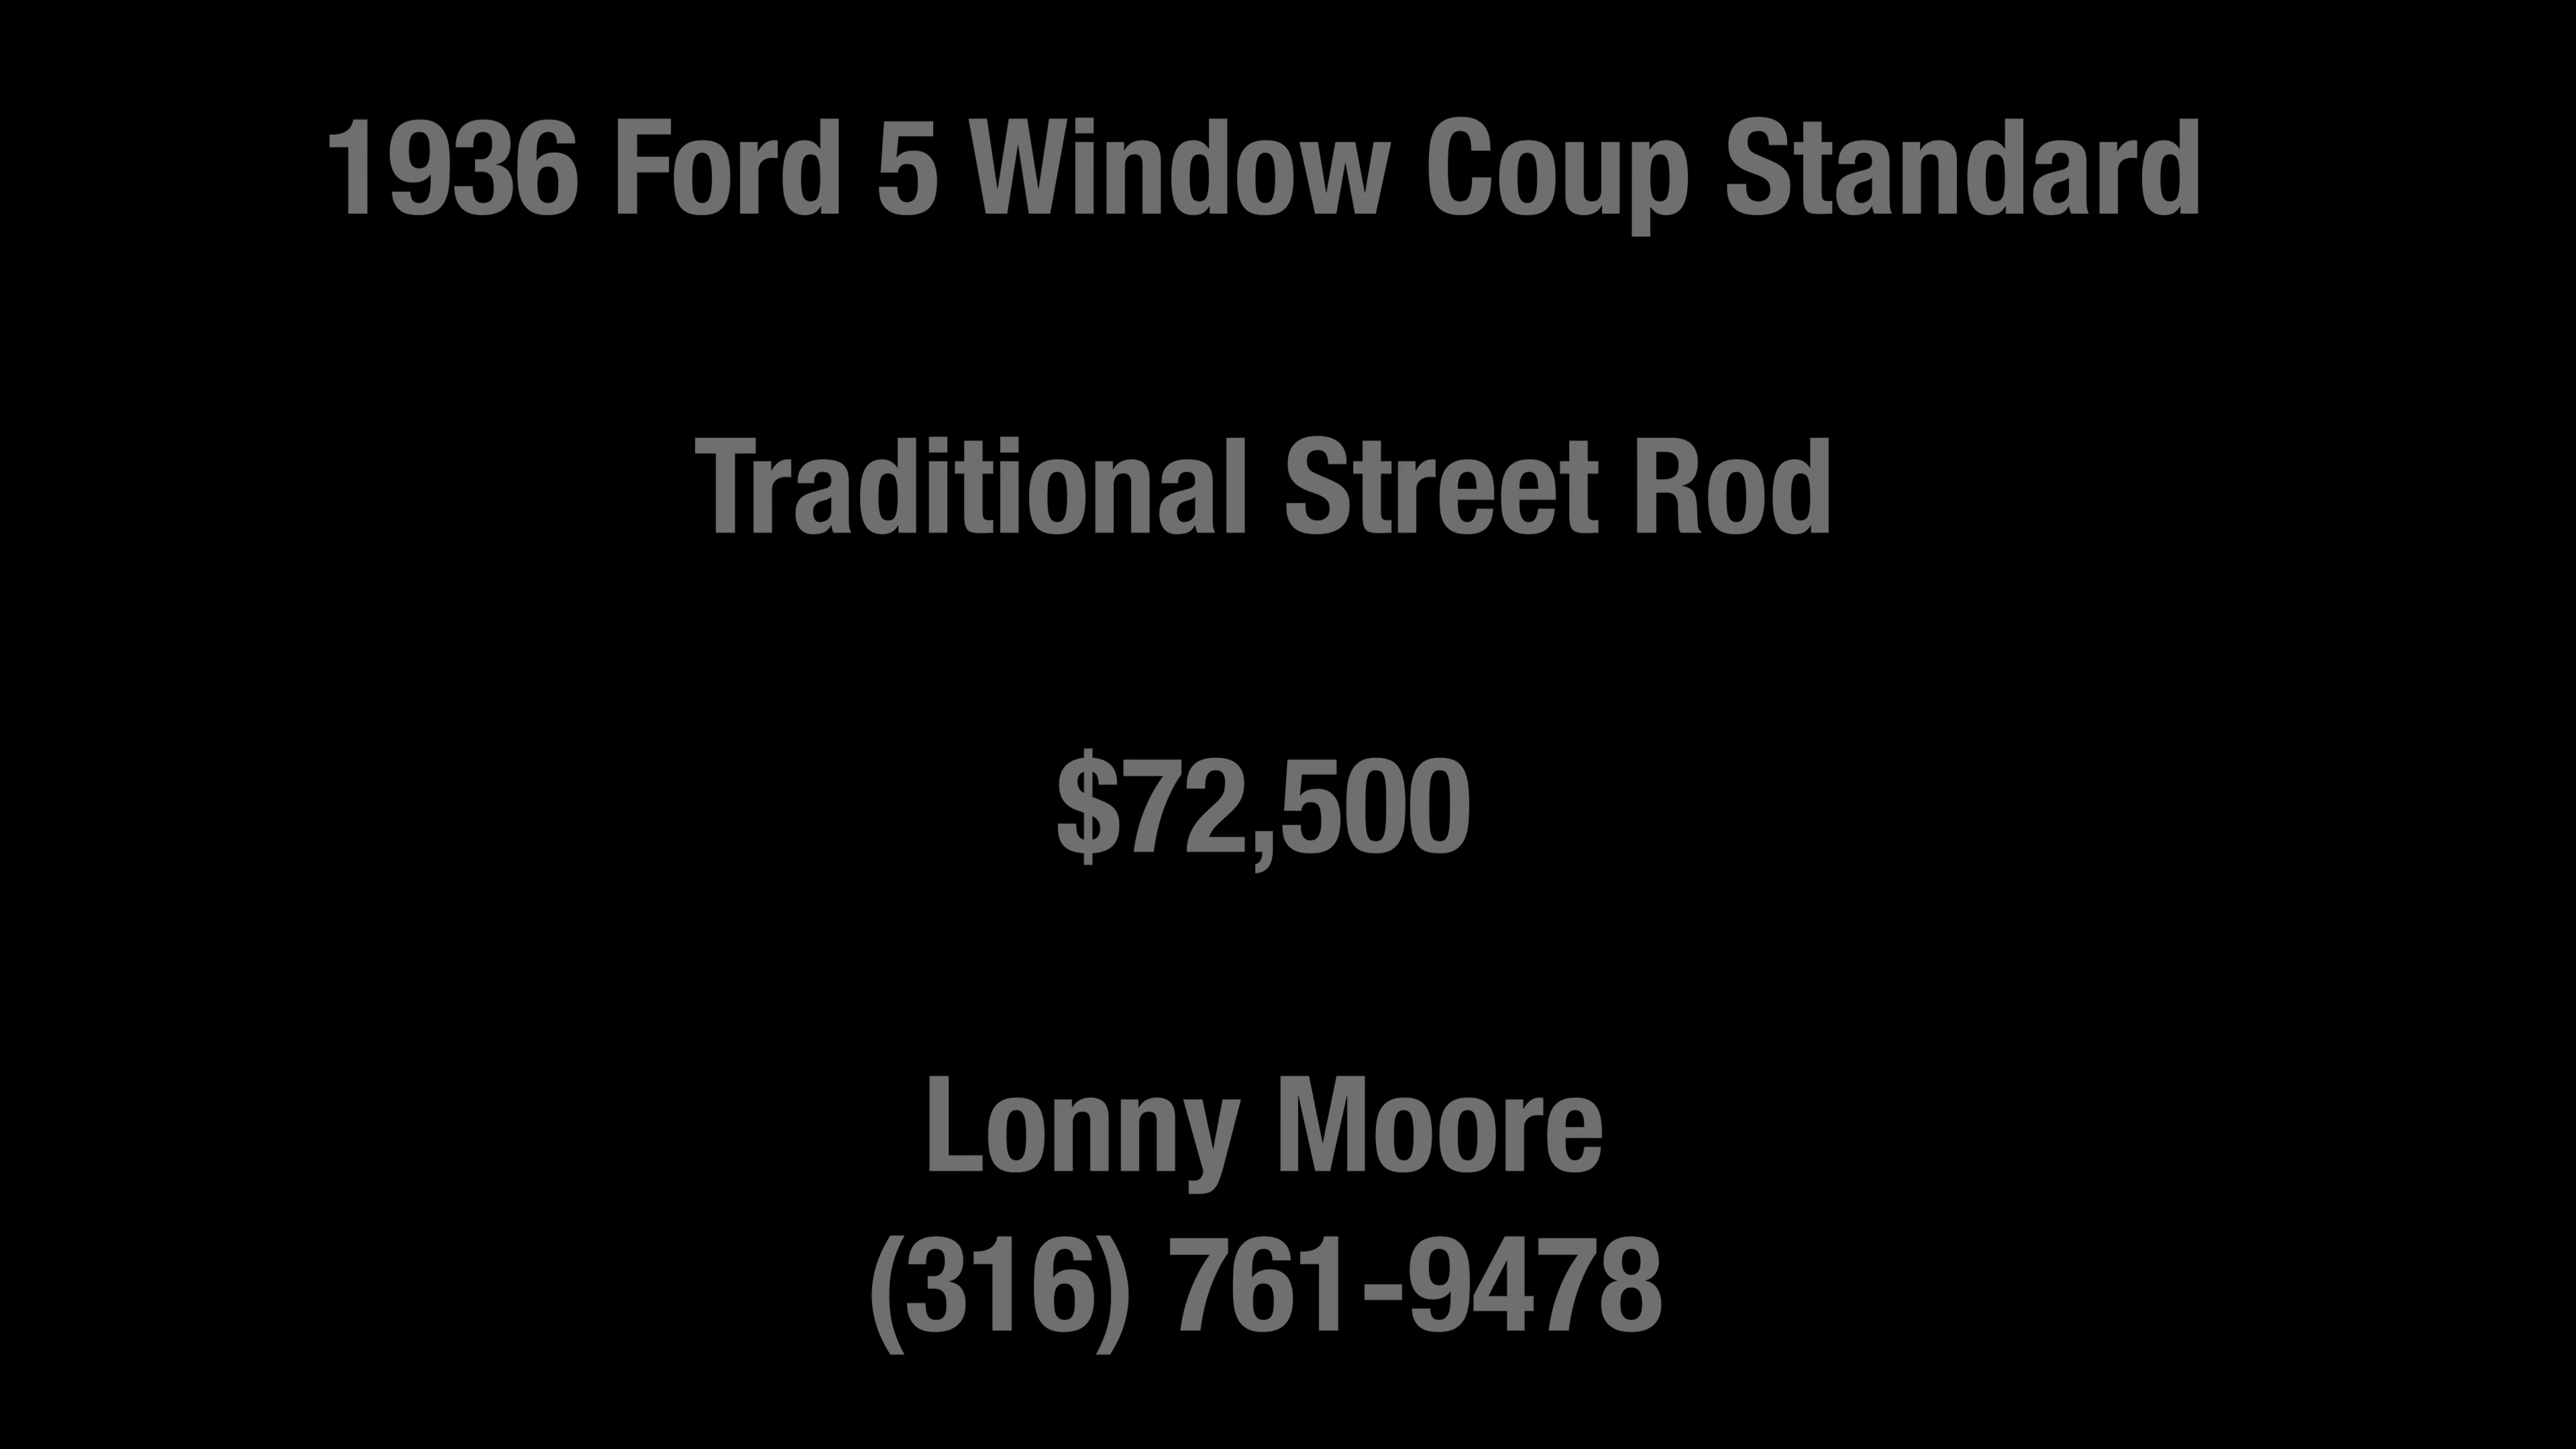 1936 Ford 5 Window Coup Standard
Traditional Street Rod
$72,500
Lonny Moore
(316) 761-9478